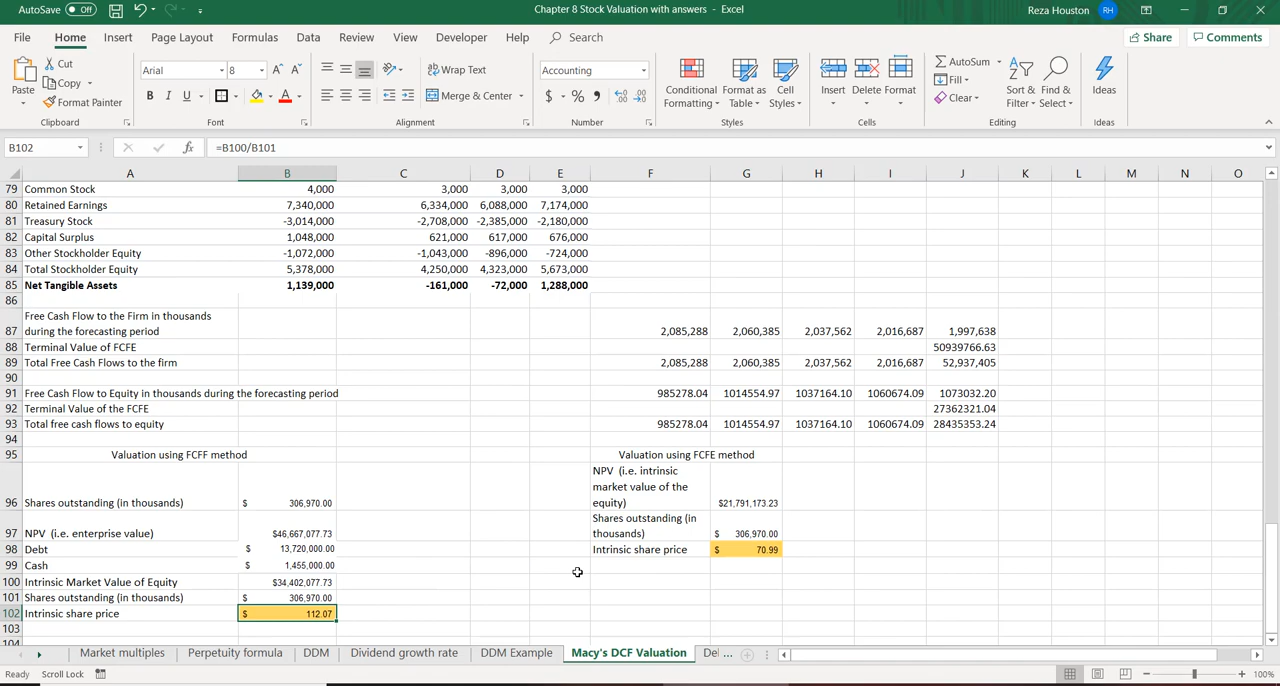 AutoSave Off
Chapter 8 Stock Valuation with answers - Excel
Reza Houston RH
File Home Insert Page Layout Formulas Data Review View Developer Help Search Share Comments
Paste
Cut
Copy
Format Painter
Clipboard
Arial 8
B I U
Font
Wrap Text
Merge & Center
Alignment
Accounting
$ % ,
Number
Conditional Formatting
Format as Table
Cell Styles
Styles
Insert Delete Format
Cells
AutoSum
Fill
Clear
Sort & Filter
Find & Select
Editing
Ideas
Ideas
B102 fx =B100/B101
A B C D E F G H I J K L M N O
79 Common Stock 4,000 3,000 3,000 3,000
80 Retained Earnings 7,340,000 6,334,000 6,088,000 7,174,000
81 Treasury Stock -3,014,000 -2,708,000 -2,385,000 -2,180,000
82 Capital Surplus 1,048,000 621,000 617,000 676,000
83 Other Stockholder Equity -1,072,000 -1,043,000 -896,000 -724,000
84 Total Stockholder Equity 5,378,000 4,250,000 4,323,000 5,673,000
85 Net Tangible Assets 1,139,000 -161,000 -72,000 1,288,000
86
Free Cash Flow to the Firm in thousands
87 during the forecasting period 2,085,288 2,060,385 2,037,562 2,016,687 1,997,638
88 Terminal Value of FCFE 50939766.63
89 Total Free Cash Flows to the firm 2,085,288 2,060,385 2,037,562 2,016,687 52,937,405
90
91 Free Cash Flow to Equity in thousands during the forecasting period 985278.04 1014554.97 1037164.10 1060674.09 1073032.20
92 Terminal Value of the FCFE 27362321.04
93 Total free cash flows to equity 985278.04 1014554.97 1037164.10 1060674.09 28435353.24
94
95 Valuation using FCFF method Valuation using FCFE method
NPV (i.e. intrinsic
market value of the
96 Shares outstanding (in thousands) $ 306,970.00 equity) $21,791,173.23
Shares outstanding (in
97 NPV (i.e. enterprise value) $46,667,077.73 thousands) $ 306,970.00
98 Debt $ 13,720,000.00 Intrinsic share price $ 70.99
99 Cash $ 1,455,000.00
100 Intrinsic Market Value of Equity $34,402,077.73
101 Shares outstanding (in thousands) $ 306,970.00
102 Intrinsic share price $ 112.07
103
104
Market multiples Perpetuity formula DDM Dividend growth rate DDM Example Macy's DCF Valuation De ...
Ready Scroll Lock 100%